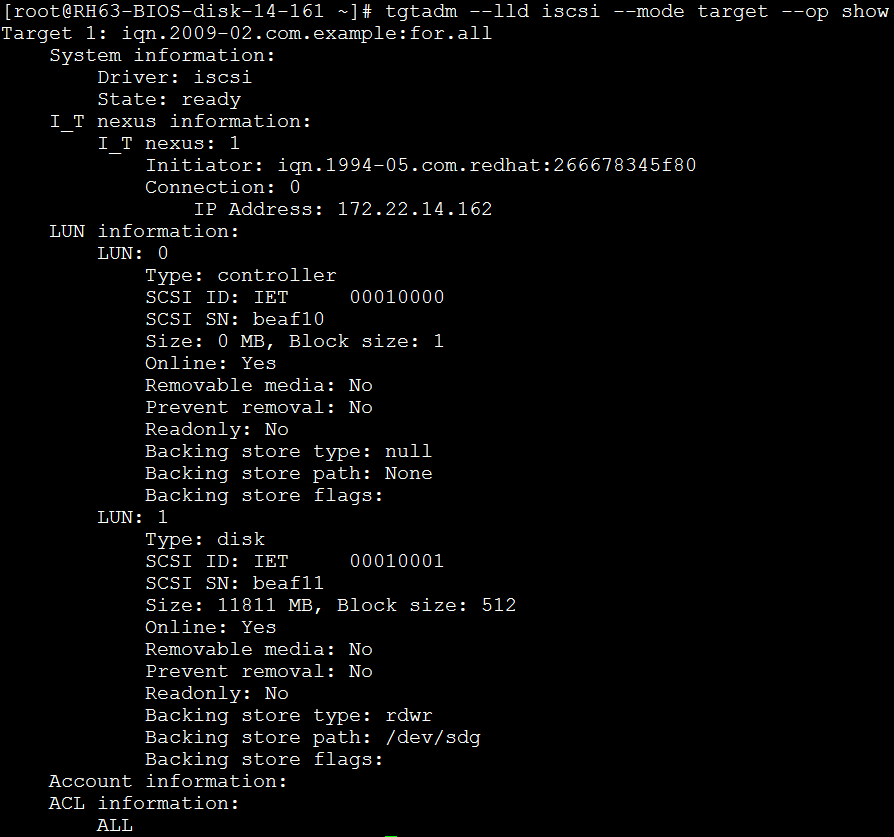 [root@RH63-BIOS-disk-14-161 ~]# tgtadm --lld iscsi --mode target --op show
Target 1: iqn.2009-02.com.example:for.all
    System information:
        Driver: iscsi
        State: ready
    I_T nexus information:
        I_T nexus: 1
            Initiator: iqn.1994-05.com.redhat:266678345f80
            Connection: 0
                IP Address: 172.22.14.162
    LUN information:
        LUN: 0
            Type: controller
            SCSI ID: IET     00010000
            SCSI SN: beaf10
            Size: 0 MB, Block size: 1
            Online: Yes
            Removable media: No
            Prevent removal: No
            Readonly: No
            Backing store type: null
            Backing store path: None
            Backing store flags:
        LUN: 1
            Type: disk
            SCSI ID: IET     00010001
            SCSI SN: beaf11
            Size: 11811 MB, Block size: 512
            Online: Yes
            Removable media: No
            Prevent removal: No
            Readonly: No
            Backing store type: rdwr
            Backing store path: /dev/sdg
            Backing store flags:
    Account information:
    ACL information:
        ALL